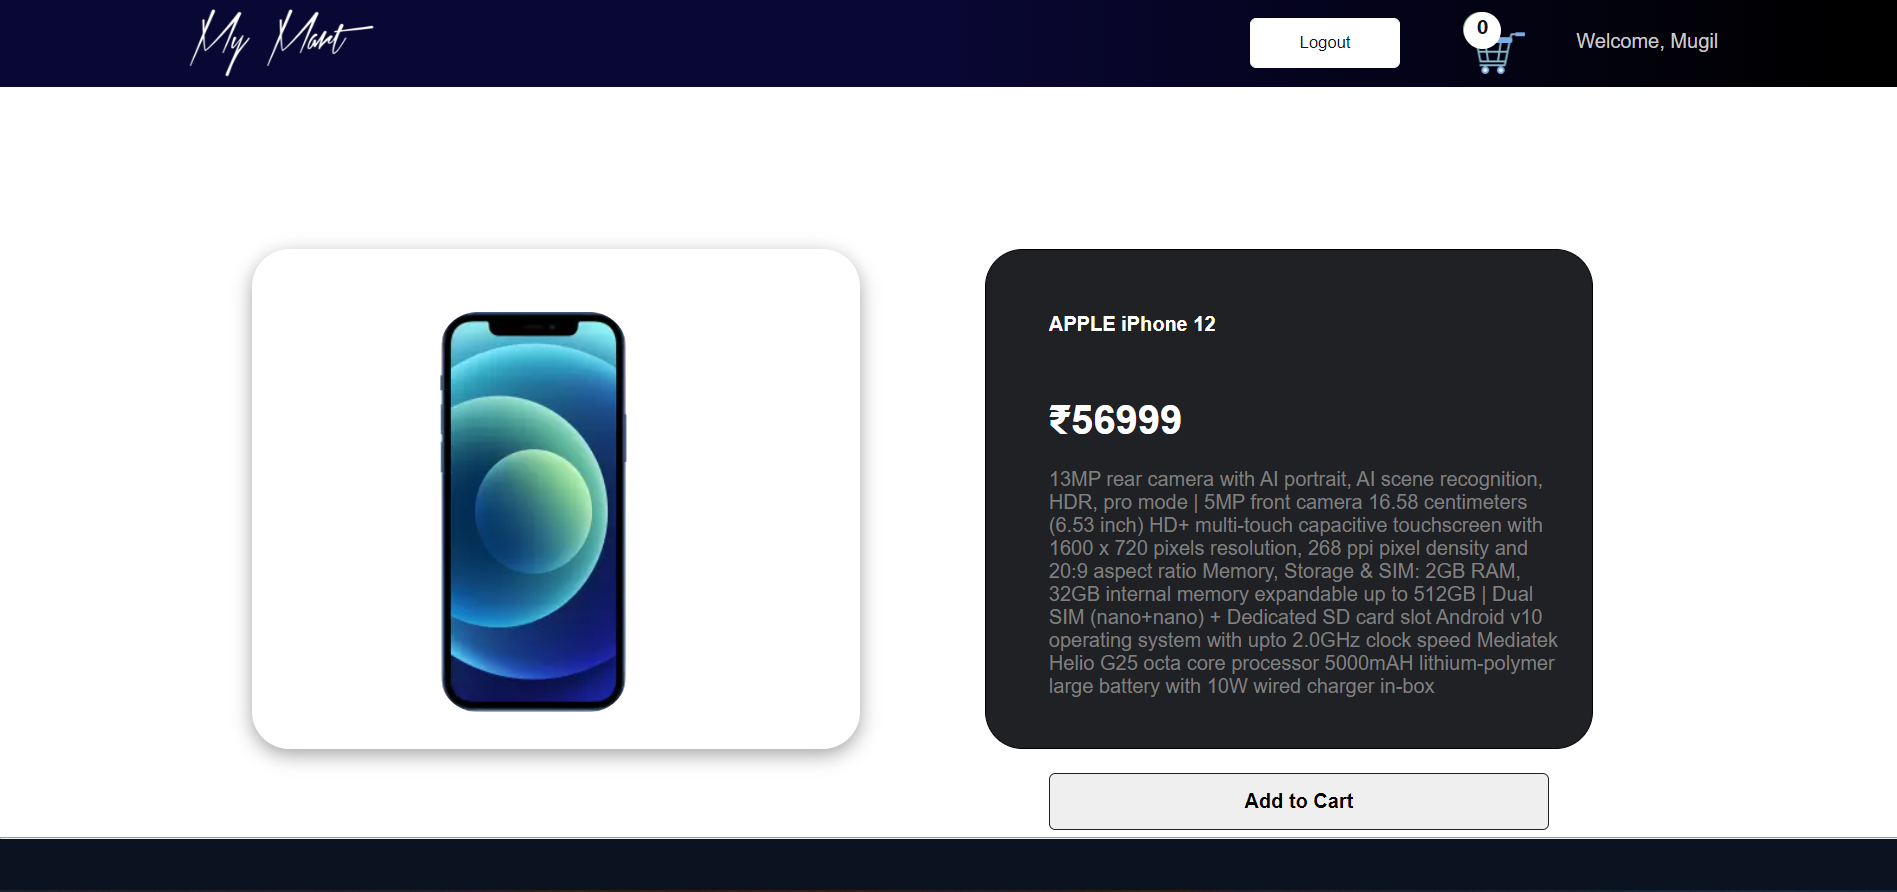 My Mart
Logout
0
Welcome, Mugil
APPLE iPhone 12
₹56999
13MP rear camera with AI portrait, AI scene recognition,
HDR, pro mode | 5MP front camera 16.58 centimeters
(6.53 inch) HD+ multi-touch capacitive touchscreen with
1600 x 720 pixels resolution, 268 ppi pixel density and
20:9 aspect ratio Memory, Storage & SIM: 2GB RAM,
32GB internal memory expandable up to 512GB | Dual
SIM (nano+nano) + Dedicated SD card slot Android v10
operating system with upto 2.0GHz clock speed Mediatek
Helio G25 octa core processor 5000mAH lithium-polymer
large battery with 10W wired charger in-box
Add to Cart